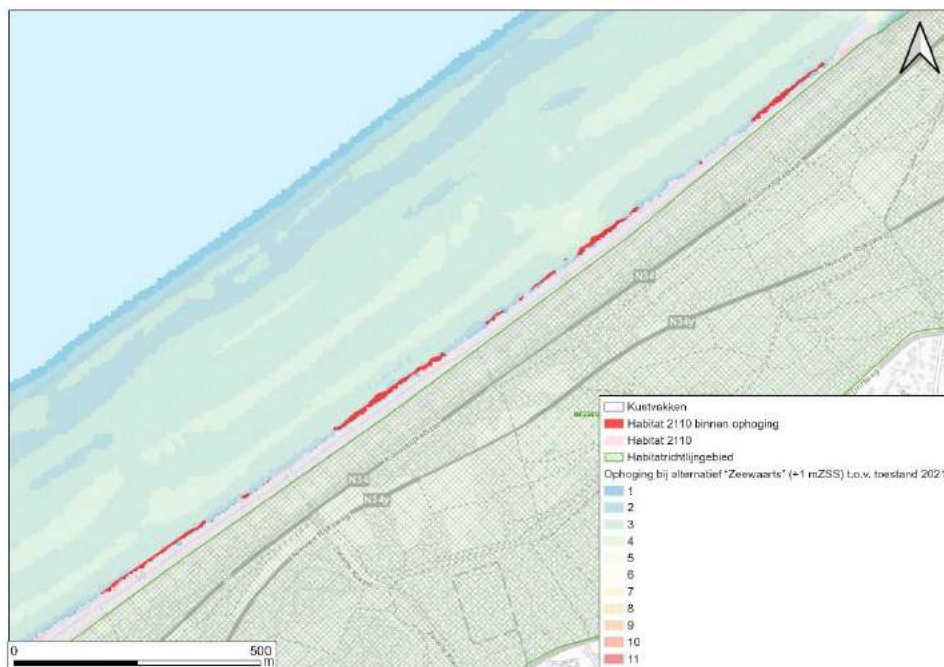 N34
N34y
Kustvakken
Habitat 2110 binnen ophoging
Habitat 2110
Habitatrichtlijngebied
Ophoging bij alternatief "Zeewaarts" (+1 mZSS) t.o.v. toestand 2021
1
2
3
4
5
6
7
8
9
10
11
N34
N34y
0
500
m